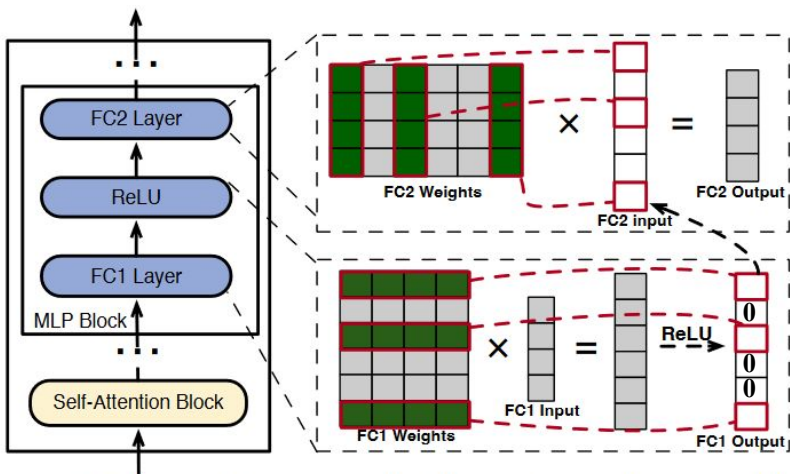 ...
FC2 Layer
ReLU
FC1 Layer
MLP Block
...
Self-Attention Block
×
=
FC2 Weights
FC2 input
FC2 Output
×
=
ReLU
0
0
0
FC1 Weights
FC1 Input
FC1 Output